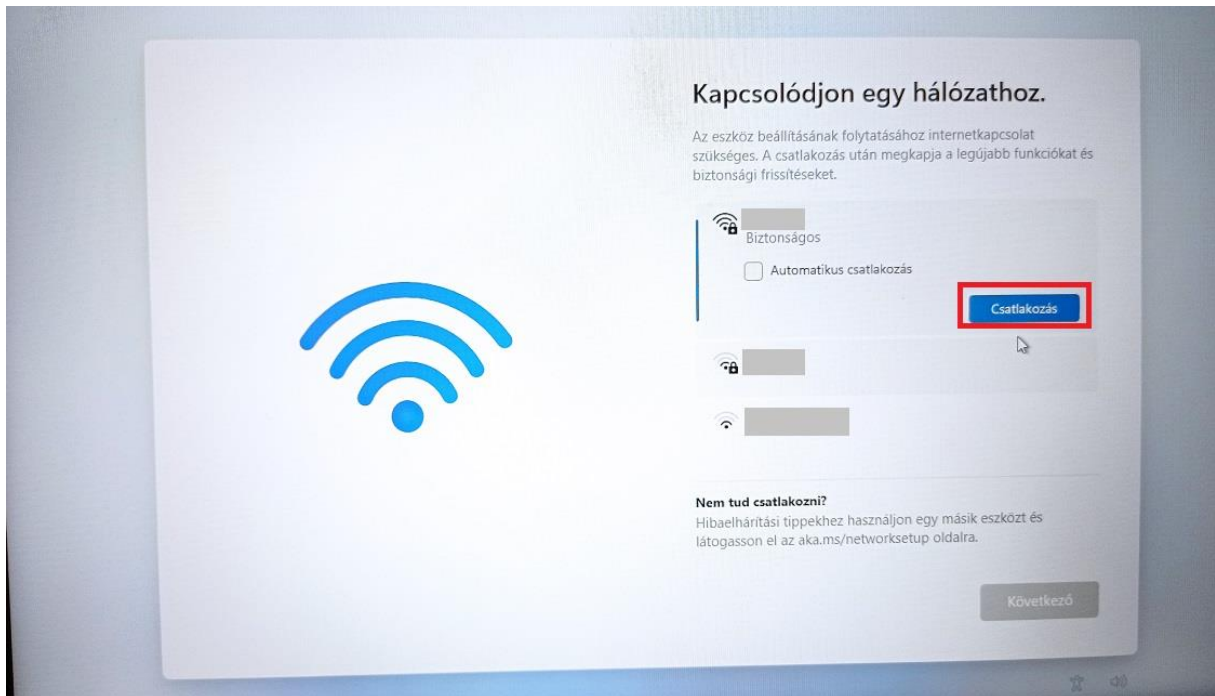 Kapcsolódjon egy hálózathoz.
Az eszköz beállításának folytatásához internetkapcsolat
szükséges. A csatlakozás után megkapja a legújabb funkciókat és
biztonsági frissítéseket.
Biztonságos
Automatikus csatlakozás
Csatlakozás
Nem tud csatlakozni?
Hibaelhárítási tippekhez használjon egy másik eszközt és
látogasson el az aka.ms/networksetup oldalra.
Következő